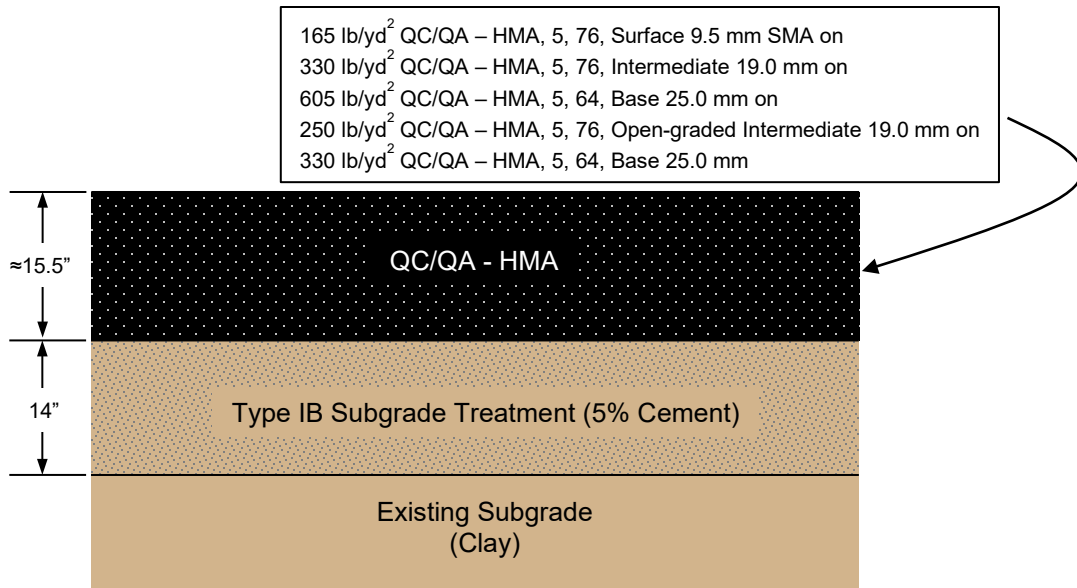 165 lb/yd² QC/QA – HMA, 5, 76, Surface 9.5 mm SMA on
330 lb/yd² QC/QA – HMA, 5, 76, Intermediate 19.0 mm on
605 lb/yd² QC/QA – HMA, 5, 64, Base 25.0 mm on
250 lb/yd² QC/QA – HMA, 5, 76, Open-graded Intermediate 19.0 mm on
330 lb/yd² QC/QA – HMA, 5, 64, Base 25.0 mm
≈15.5”
QC/QA - HMA
14”
Type IB Subgrade Treatment (5% Cement)
Existing Subgrade
(Clay)